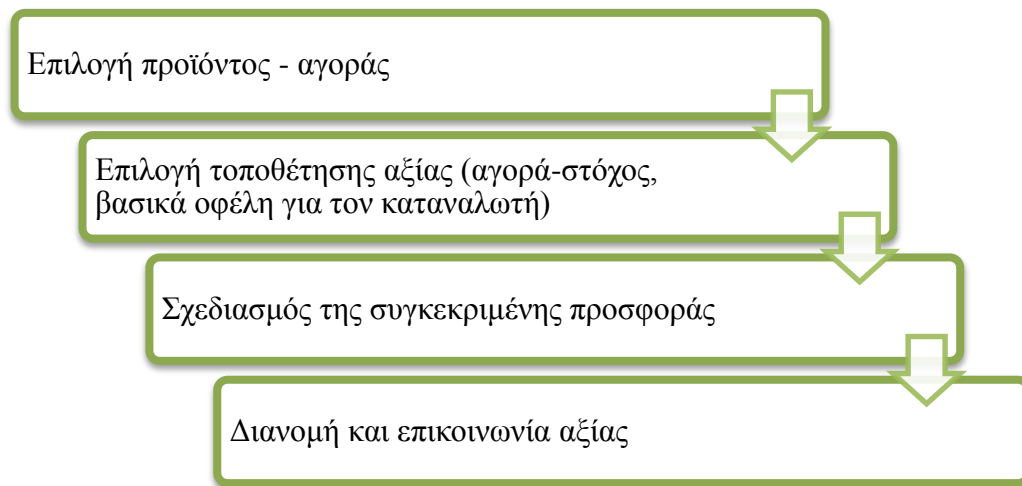 Επιλογή προϊόντος - αγοράς
Επιλογή τοποθέτησης αξίας (αγορά-στόχος,
βασικά οφέλη για τον καταναλωτή)
Σχεδιασμός της συγκεκριμένης προσφοράς
Διανομή και επικοινωνία αξίας